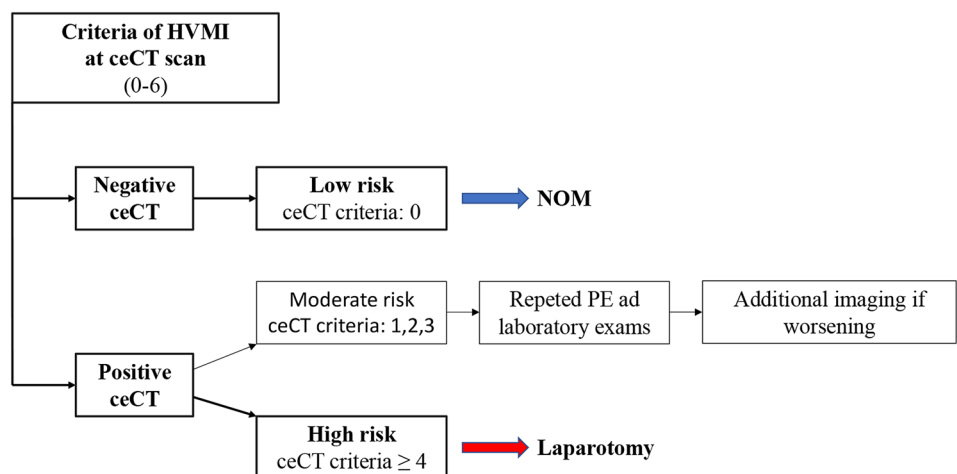 Criteria of HVMI
at ceCT scan
(0-6)
Negative
ceCT
Low risk
ceCT criteria: 0
NOM
Moderate risk
ceCT criteria: 1,2,3
Repeted PE ad
laboratory exams
Additional imaging if
worsening
Positive
ceCT
High risk
ceCT criteria ≥ 4
Laparotomy